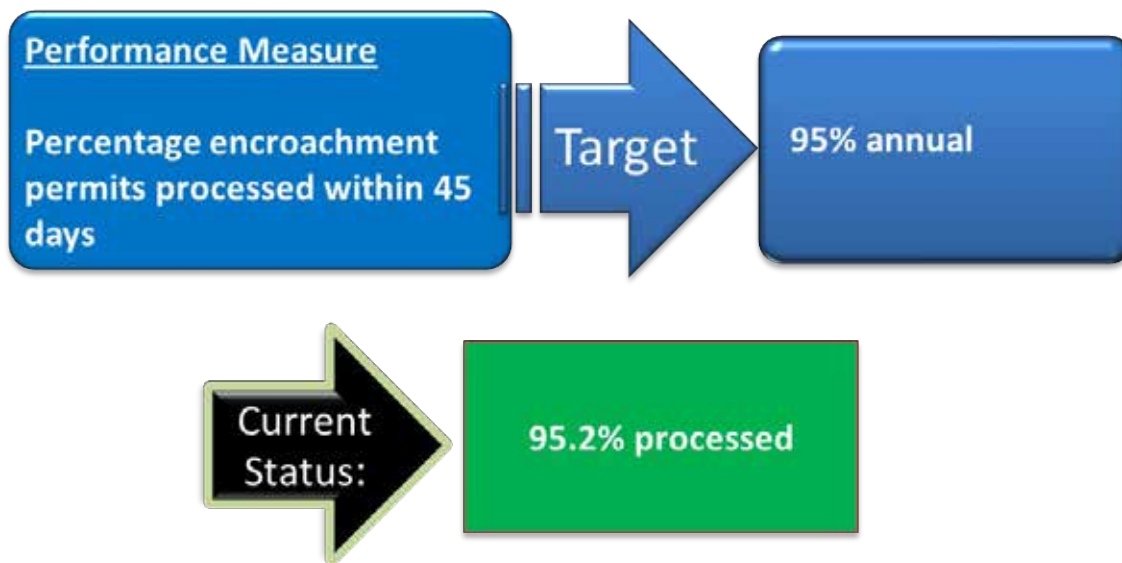 Performance Measure
Percentage encroachment
permits processed within 45
days
Target
95% annual
Current
Status:
95.2% processed